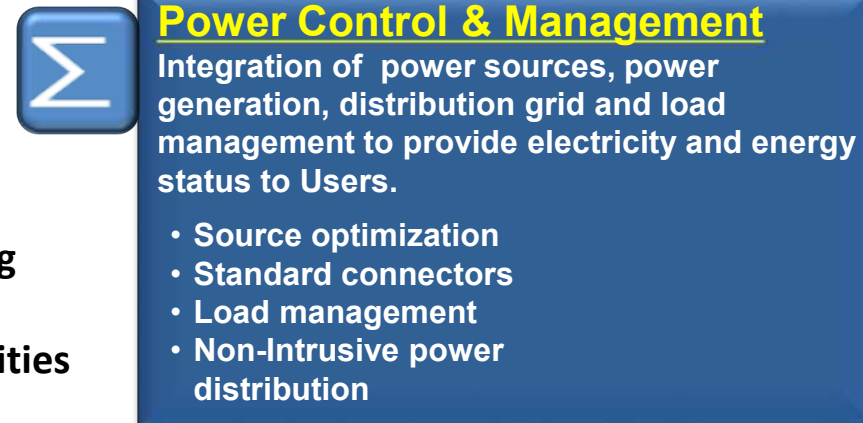 Σ
Power Control & Management
Integration of power sources, power
generation, distribution grid and load
management to provide electricity and energy
status to Users.
• Source optimization
• Standard connectors
• Load management
• Non-Intrusive power
distribution
g
ities